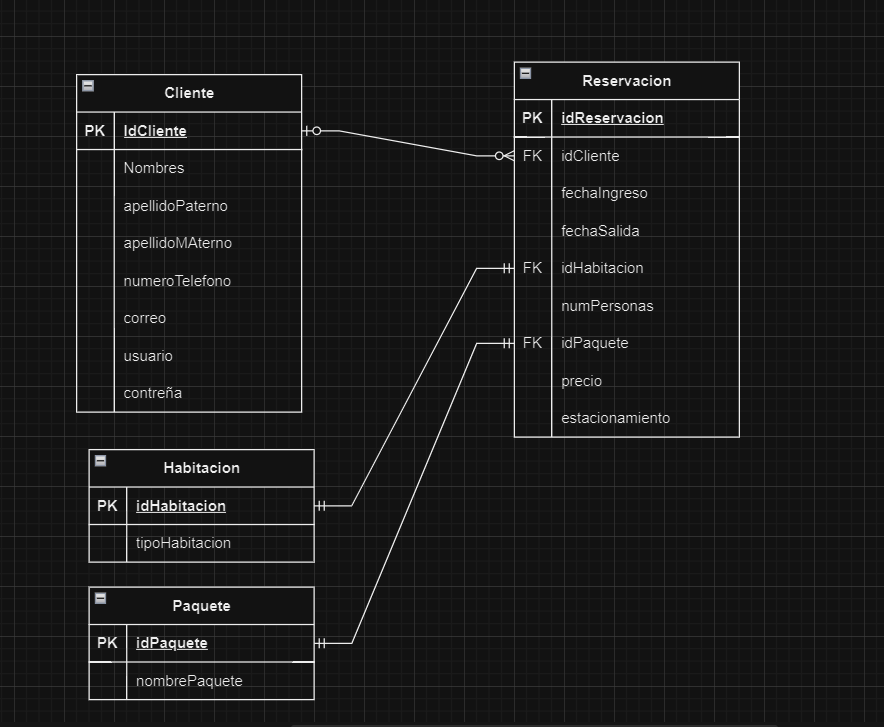 Cliente
PK IdCliente
Nombres
apellidoPaterno
apellidoMAterno
numeroTelefono
correo
usuario
contreña
Reservacion
PK idReservacion
FK idCliente
fechaIngreso
fechaSalida
FK idHabitacion
numPersonas
FK idPaquete
precio
estacionamiento
Habitacion
PK idHabitacion
tipoHabitacion
Paquete
PK idPaquete
nombrePaquete